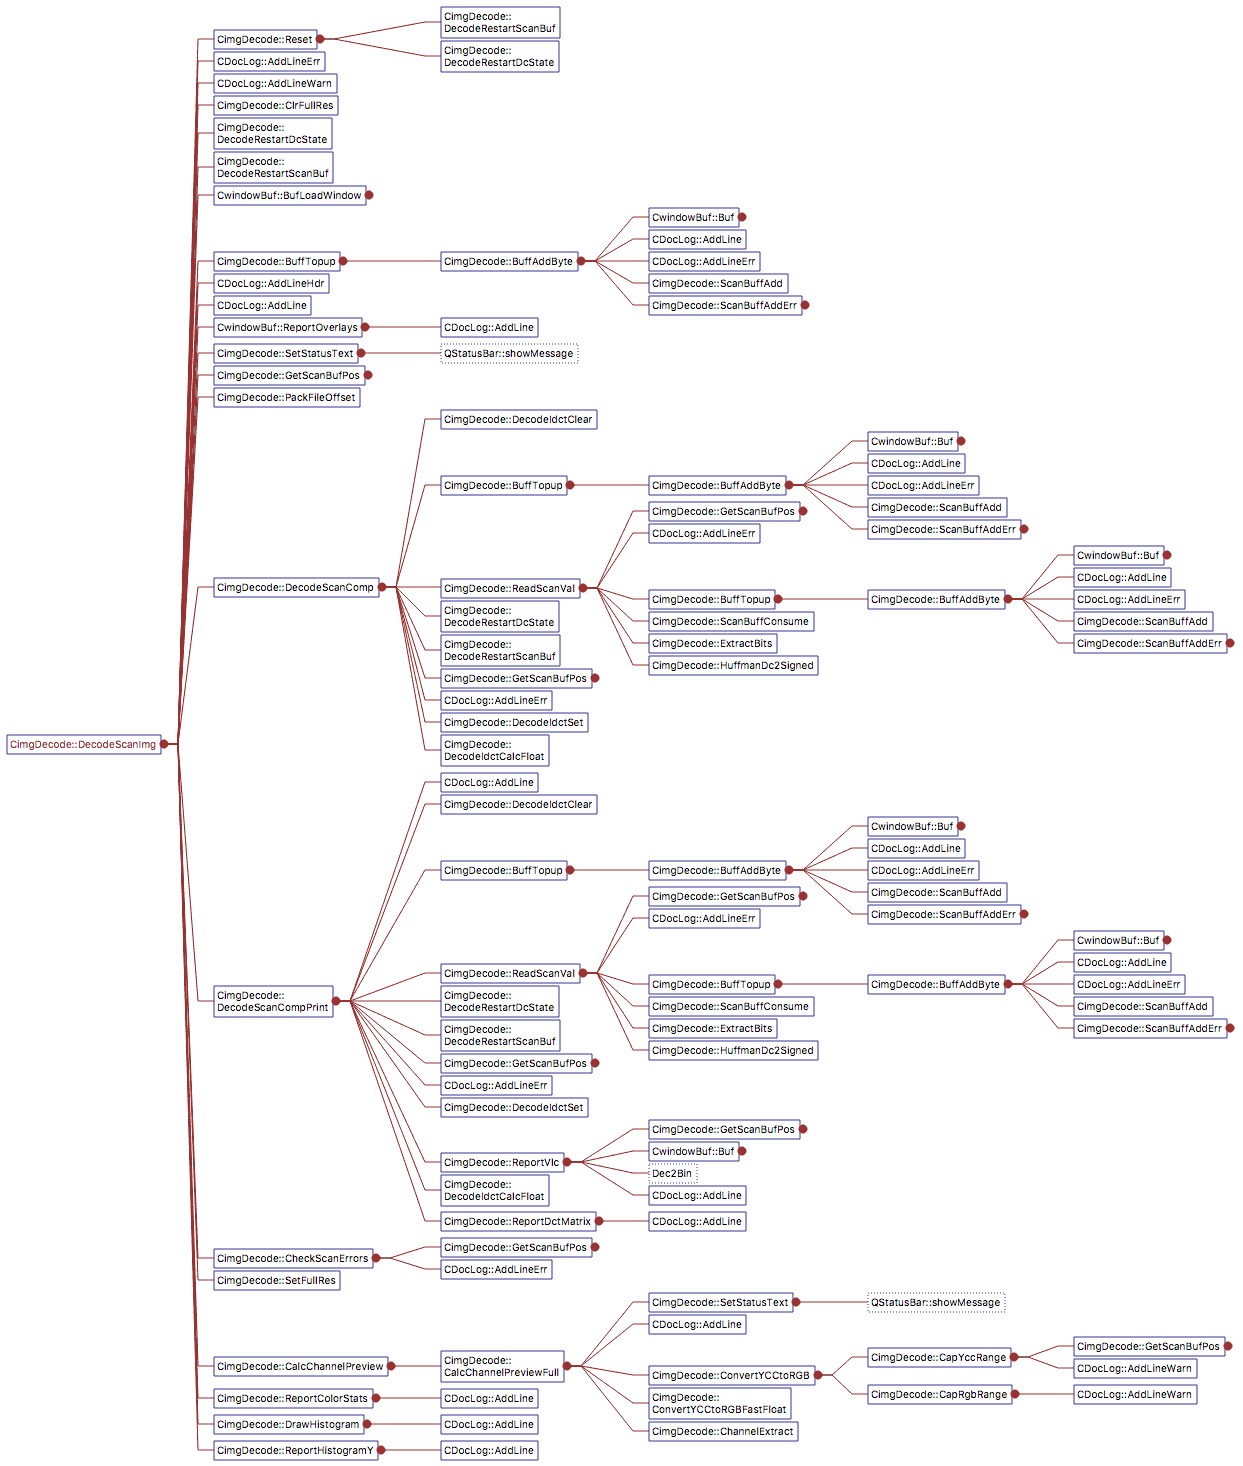 CimgDecode::DecodeScanImg
CimgDecode::Reset
CimgDecode::
DecodeRestartScanBuf
CimgDecode::
DecodeRestartDcState
CDocLog::AddLineErr
CDocLog::AddLineWarn
CimgDecode::ClrFullRes
CimgDecode::
DecodeRestartDcState
CimgDecode::
DecodeRestartScanBuf
CwindowBuf::BufLoadWindow
CimgDecode::BuffTopup
CimgDecode::BuffAddByte
CwindowBuf::Buf
CDocLog::AddLine
CDocLog::AddLineErr
CimgDecode::ScanBuffAdd
CimgDecode::ScanBuffAddErr
CDocLog::AddLineHdr
CDocLog::AddLine
CwindowBuf::ReportOverlays
CDocLog::AddLine
CimgDecode::SetStatusText
QStatusBar::showMessage
CimgDecode::GetScanBufPos
CimgDecode::PackFileOffset
CimgDecode::DecodeScanComp
CimgDecode::DecodeIdctClear
CimgDecode::BuffTopup
CimgDecode::BuffAddByte
CwindowBuf::Buf
CDocLog::AddLine
CDocLog::AddLineErr
CimgDecode::ScanBuffAdd
CimgDecode::ScanBuffAddErr
CimgDecode::ReadScanVal
CimgDecode::GetScanBufPos
CDocLog::AddLineErr
CimgDecode::BuffTopup
CimgDecode::BuffAddByte
CwindowBuf::Buf
CDocLog::AddLine
CDocLog::AddLineErr
CimgDecode::ScanBuffAdd
CimgDecode::ScanBuffAddErr
CimgDecode::ScanBuffConsume
CimgDecode::ExtractBits
CimgDecode::HuffmanDc2Signed
CimgDecode::
DecodeRestartDcState
CimgDecode::
DecodeRestartScanBuf
CimgDecode::GetScanBufPos
CDocLog::AddLineErr
CimgDecode::DecodeIdctSet
CimgDecode::
DecodeIdctCalcFloat
CimgDecode::
DecodeScanCompPrint
CDocLog::AddLine
CimgDecode::DecodeIdctClear
CimgDecode::BuffTopup
CimgDecode::BuffAddByte
CwindowBuf::Buf
CDocLog::AddLine
CDocLog::AddLineErr
CimgDecode::ScanBuffAdd
CimgDecode::ScanBuffAddErr
CimgDecode::ReadScanVal
CimgDecode::GetScanBufPos
CDocLog::AddLineErr
CimgDecode::BuffTopup
CimgDecode::BuffAddByte
CwindowBuf::Buf
CDocLog::AddLine
CDocLog::AddLineErr
CimgDecode::ScanBuffAdd
CimgDecode::ScanBuffAddErr
CimgDecode::ScanBuffConsume
CimgDecode::ExtractBits
CimgDecode::HuffmanDc2Signed
CimgDecode::
DecodeRestartDcState
CimgDecode::
DecodeRestartScanBuf
CimgDecode::GetScanBufPos
CDocLog::AddLineErr
CimgDecode::DecodeIdctSet
CimgDecode::ReportVlc
CimgDecode::GetScanBufPos
CwindowBuf::Buf
Dec2Bin
CDocLog::AddLine
CimgDecode::
DecodeIdctCalcFloat
CimgDecode::ReportDctMatrix
CDocLog::AddLine
CimgDecode::CheckScanErrors
CimgDecode::GetScanBufPos
CDocLog::AddLineErr
CimgDecode::SetFullRes
CimgDecode::CalcChannelPreview
CimgDecode::
CalcChannelPreviewFull
CimgDecode::SetStatusText
QStatusBar::showMessage
CDocLog::AddLine
CimgDecode::ConvertYCCtoRGB
CimgDecode::CapYccRange
CimgDecode::GetScanBufPos
CDocLog::AddLineWarn
CimgDecode::CapRgbRange
CDocLog::AddLineWarn
CimgDecode::
ConvertYCCtoRGBFastFloat
CimgDecode::ChannelExtract
CimgDecode::ReportColorStats
CDocLog::AddLine
CimgDecode::DrawHistogram
CDocLog::AddLine
CimgDecode::ReportHistogramY
CDocLog::AddLine